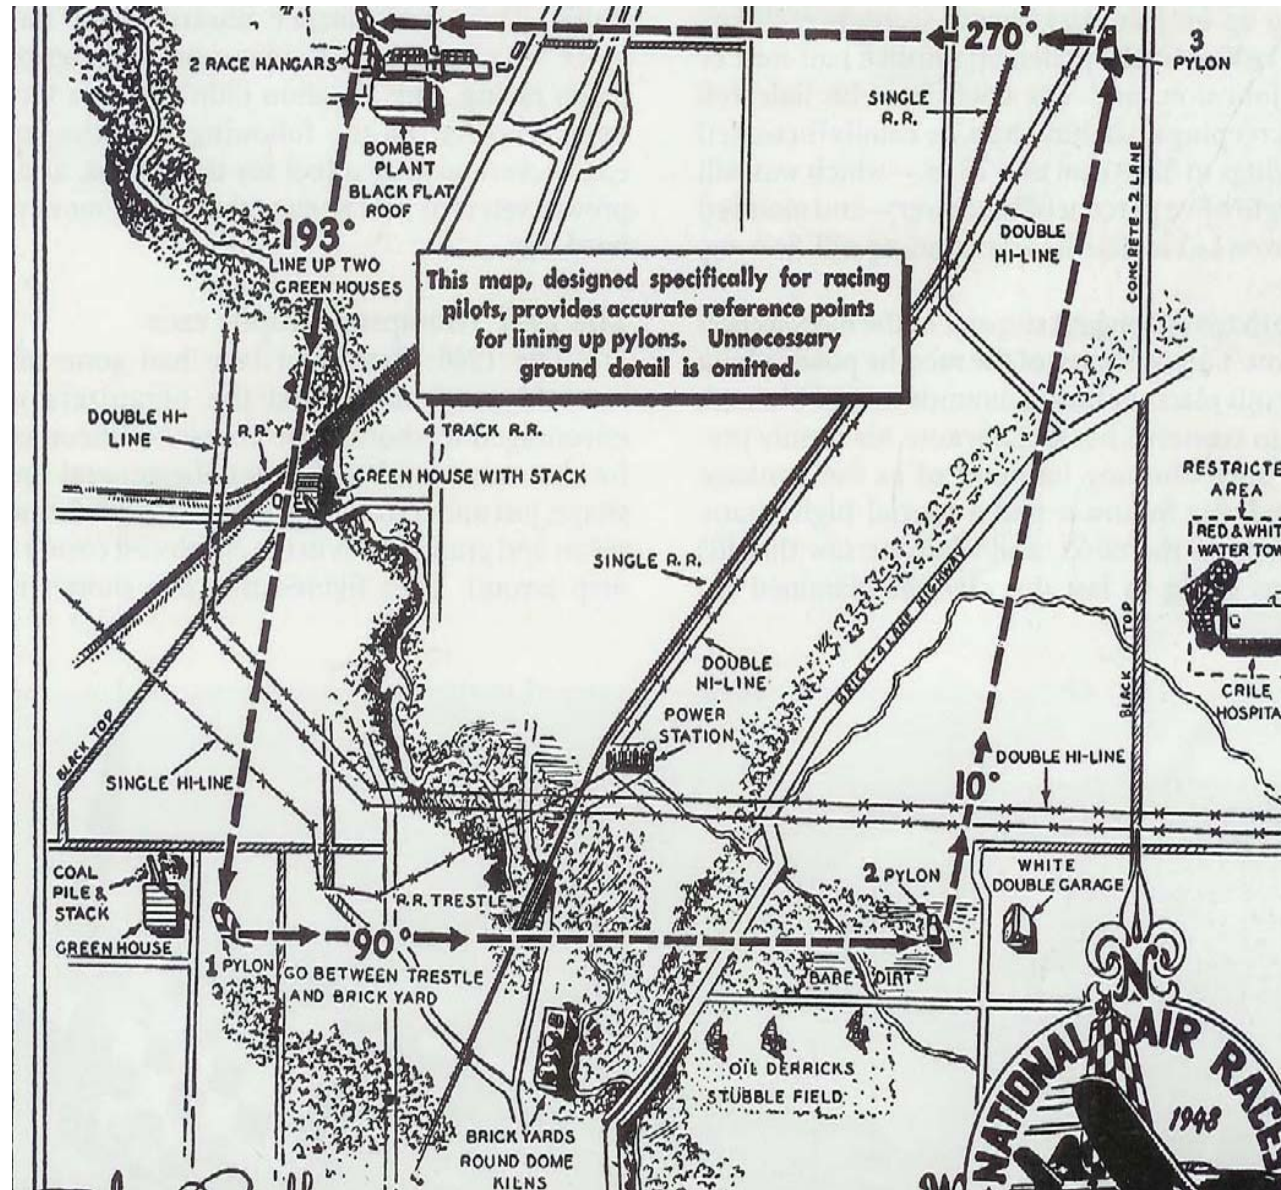 270°
3
PYLON
2 RACE HANGARS
SINGLE
R.R.
BOMBER
PLANT
BLACK FLAT
ROOF
DOUBLE
HI-LINE
CONCRETE 2 LANE
193°
LINE UP TWO
GREEN HOUSES
This map, designed specifically for racing
pilots, provides accurate reference points
for lining up pylons. Unnecessary
ground detail is omitted.
DOUBLE HI-
LINE
R.R. "Y"
4 TRACK R.R.
GREEN HOUSE WITH STACK
RESTRICTE
AREA
RED & WHIT
WATER TOW
SINGLE R.R.
DOUBLE
HI-LINE
BRICK-4 LANE HIGHWAY
BLACK TOP
CRILE
HOSPITA
POWER
STATION
BLACK TOP
SINGLE HI-LINE
DOUBLE HI-LINE
10°
COAL
PILE &
STACK
GREEN HOUSE
R.R. TRESTLE
2 PYLON
WHITE
DOUBLE GARAGE
90°
1 PYLON
GO BETWEEN TRESTLE
AND BRICK YARD
BARE DIRT
N
OIL DERRICKS
STUBBLE FIELD
BRICK YARDS
ROUND DOME
KILNS
NATIONAL AIR RACES
1948